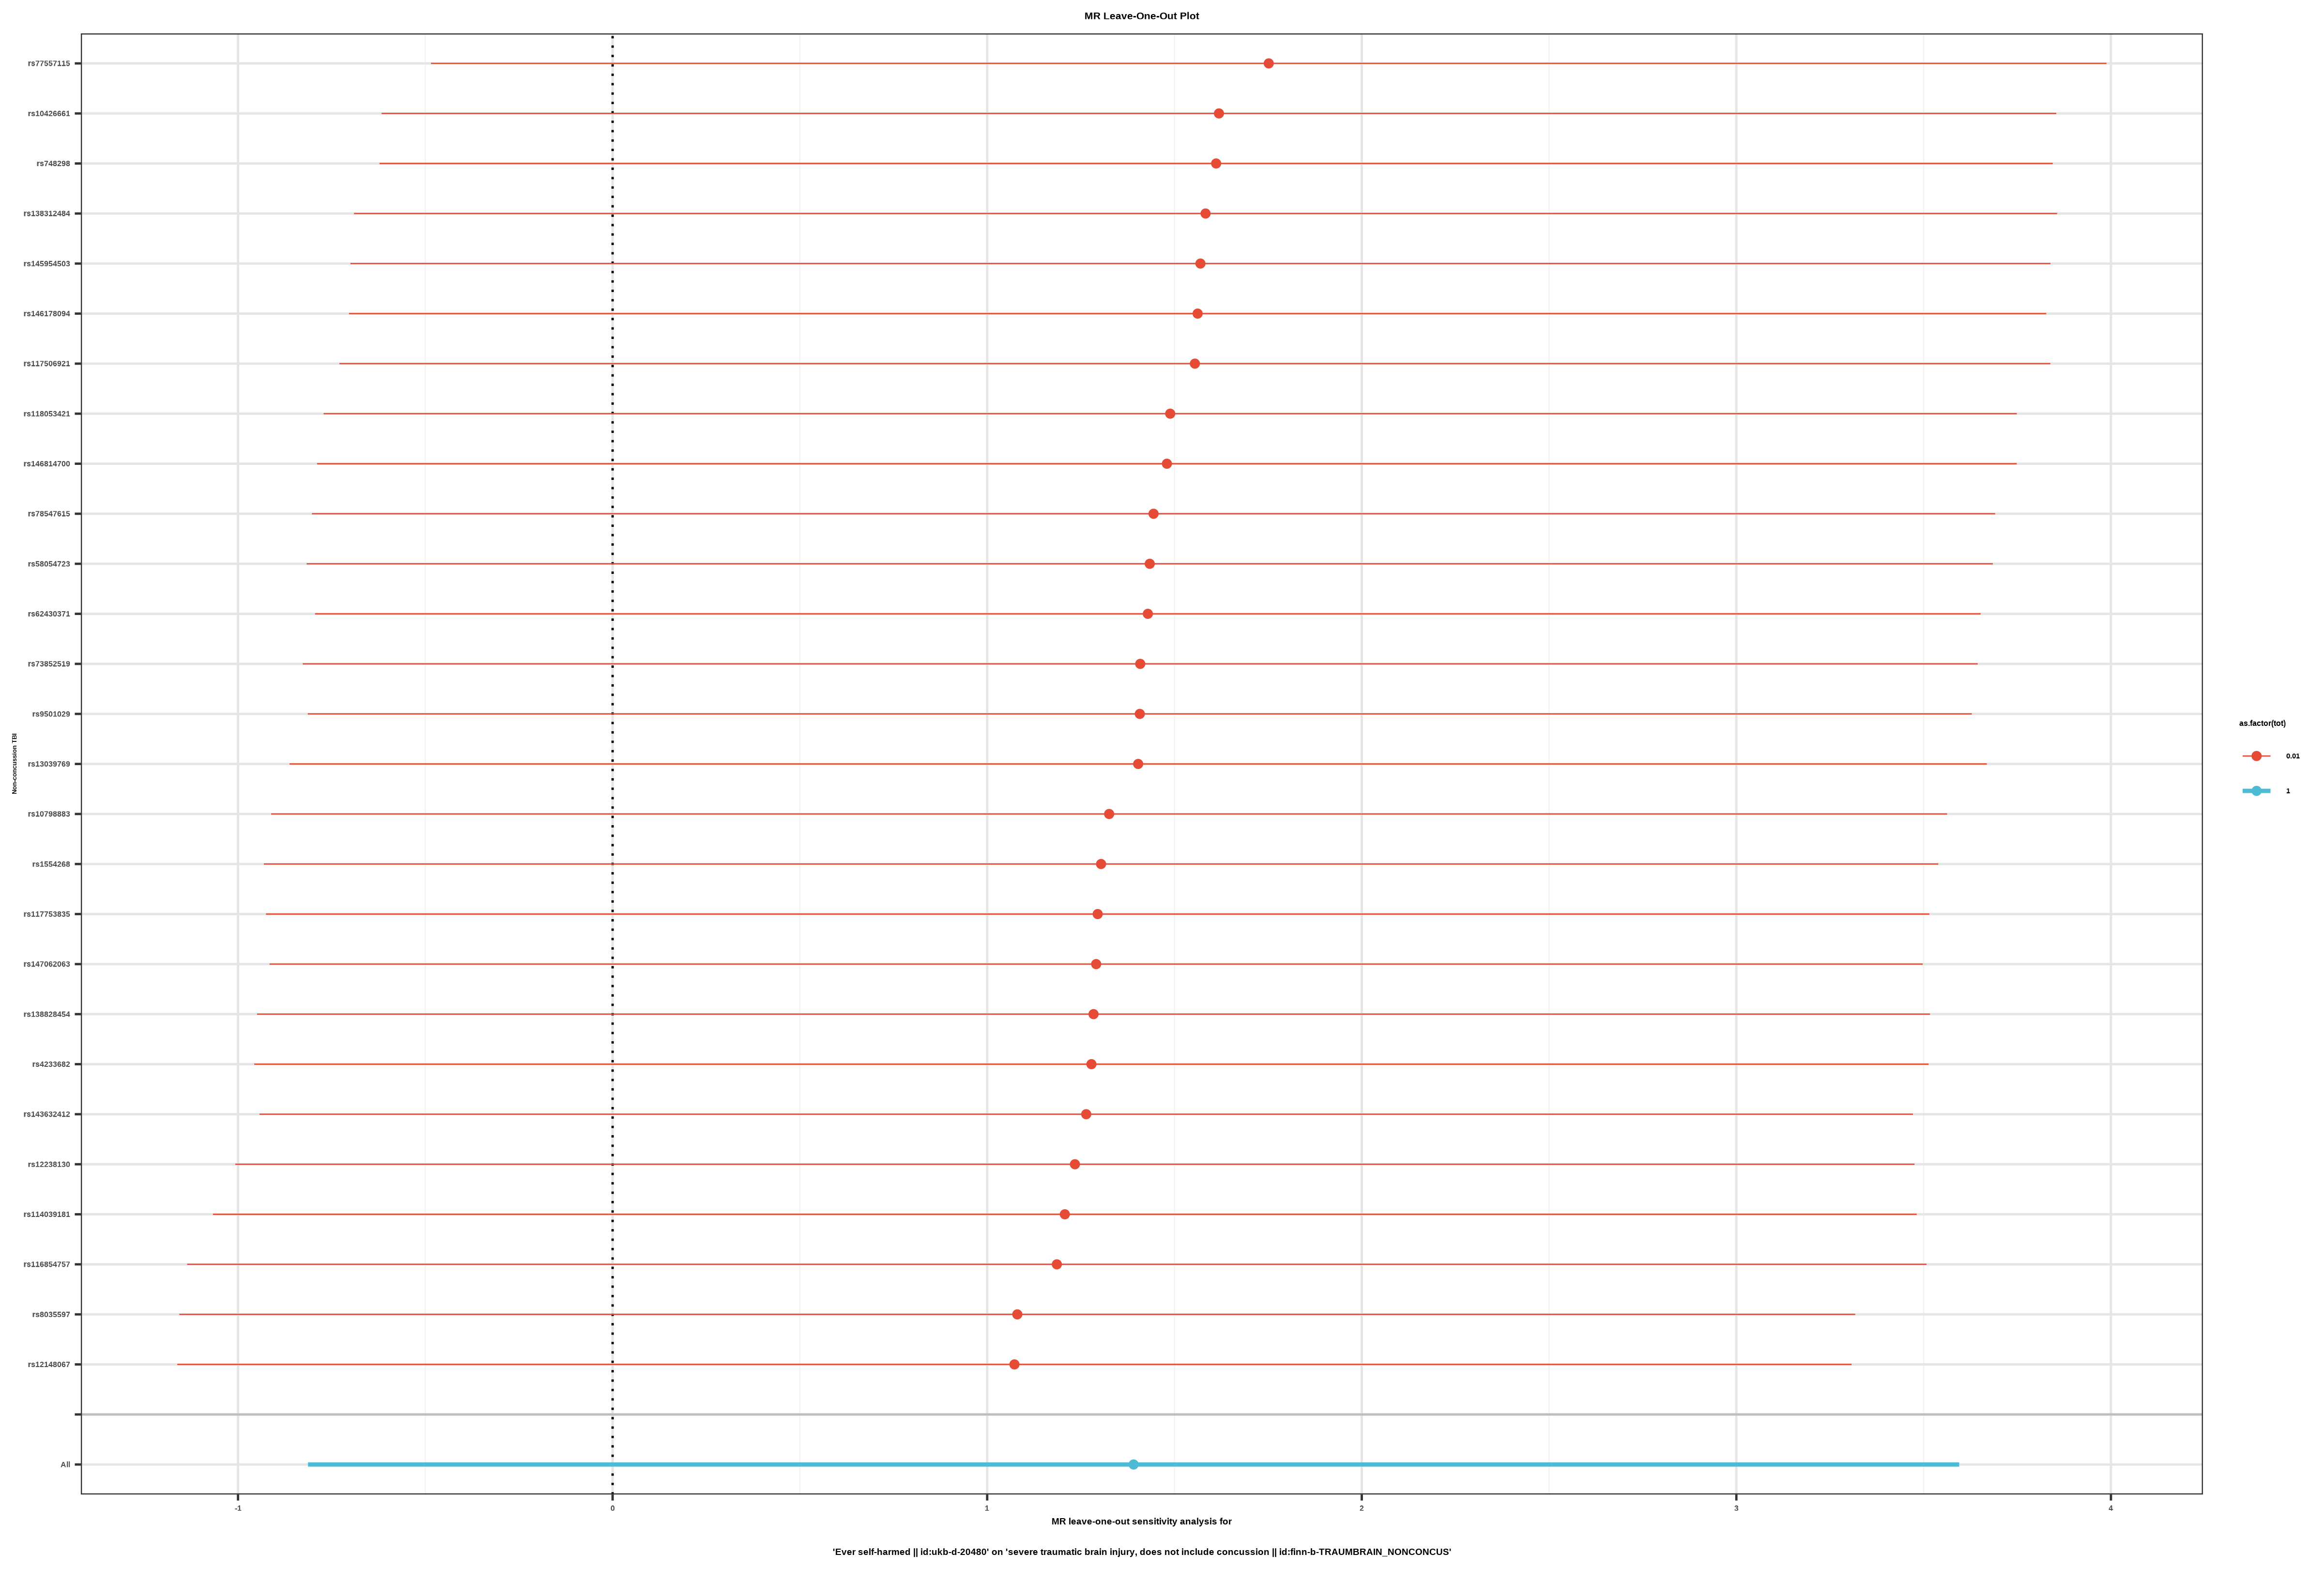 MR Leave-One-Out Plot
rs77557115
rs10426661
rs748298
rs138312484
rs145954503
rs146178094
rs117506921
rs118053421
rs146814700
rs78547615
rs58054723
rs62430371
rs73852519
rs9501029
rs13039769
rs10798883
rs1554268
rs117753835
rs147062063
rs138828454
rs4233682
rs143632412
rs12238130
rs114039181
rs116854757
rs8035597
rs12148067
All
Non-concussion TBI
-1 0 1 2 3 4
MR leave-one-out sensitivity analysis for
'Ever self-harmed || id:ukb-d-20480' on 'severe traumatic brain injury, does not include concussion || id:finn-b-TRAUMBRAIN_NONCONCUS'
as.factor(tot)
0.01
1